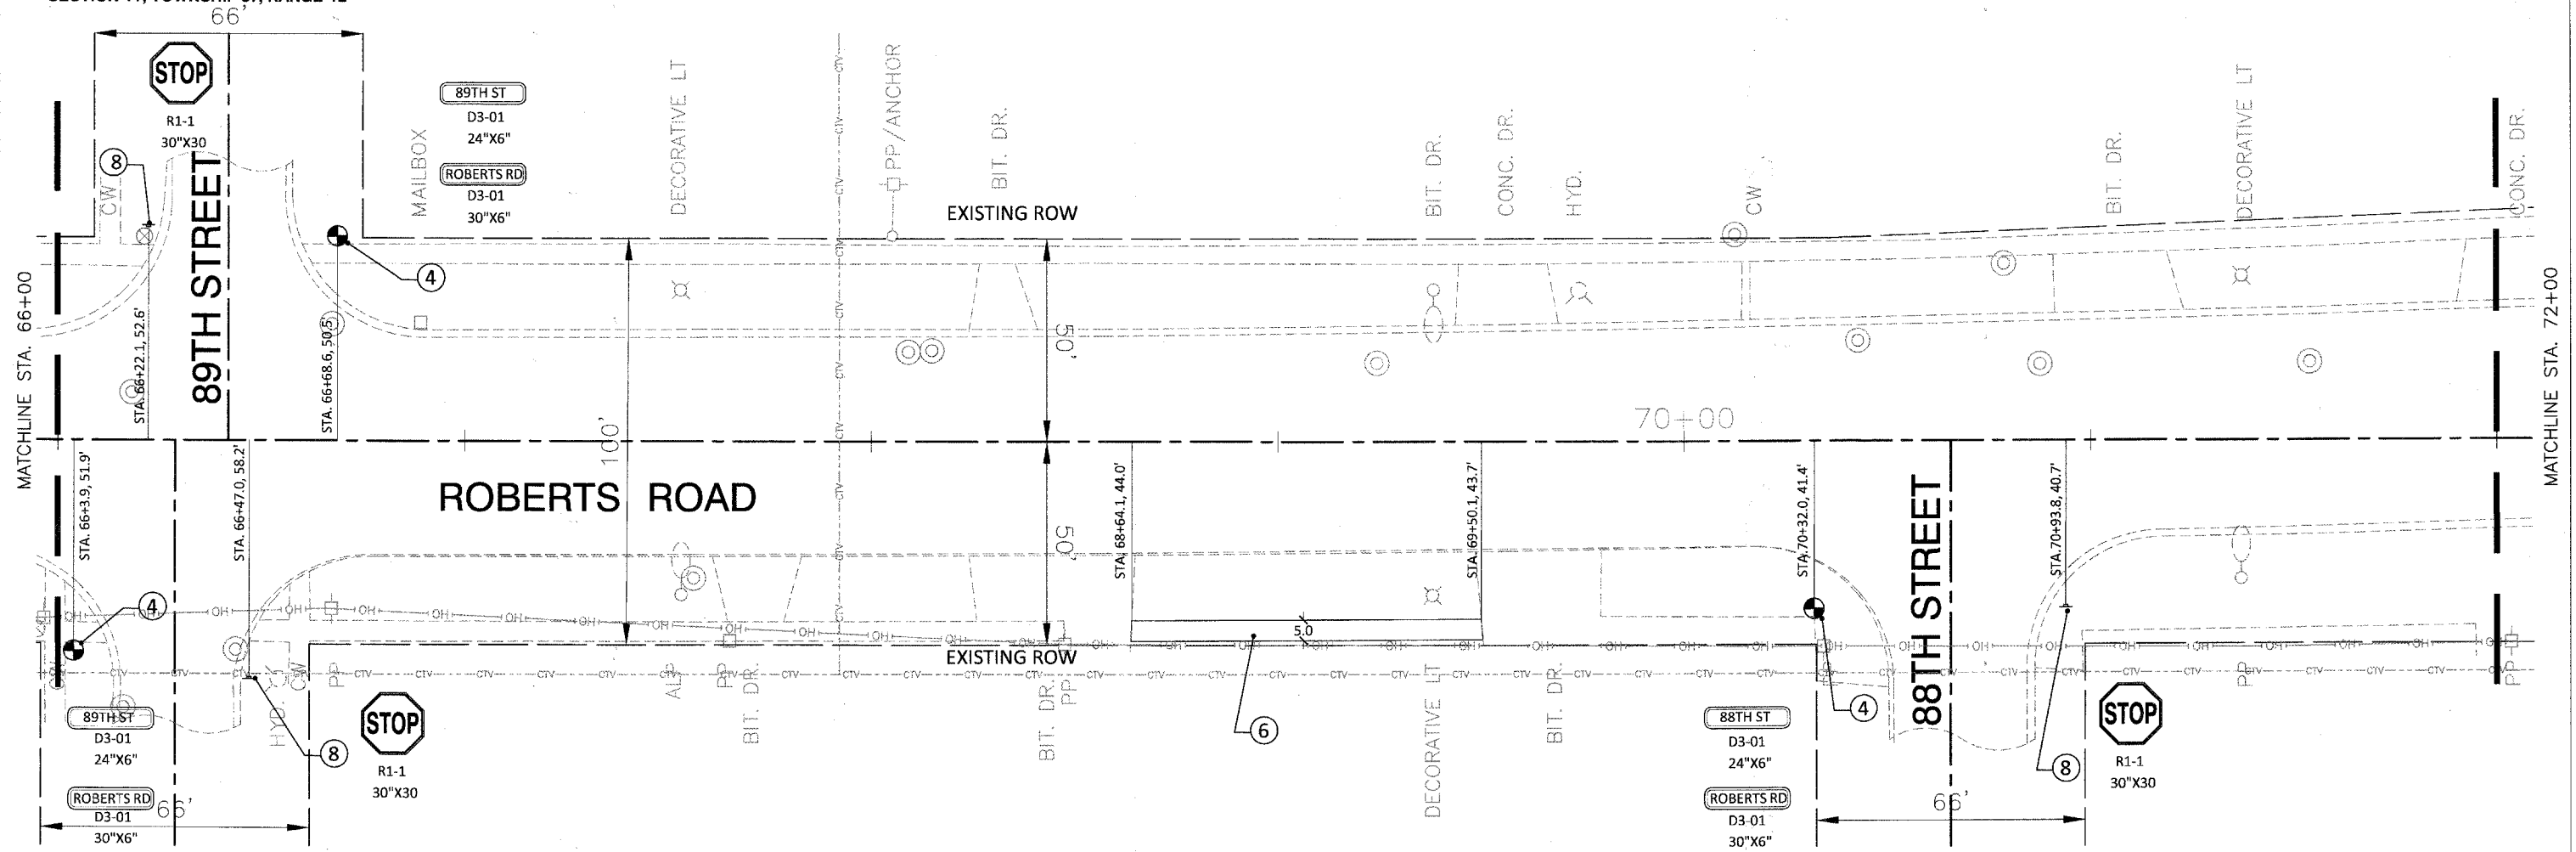 66'
STOP
R1-1
30"X30
8
CW
89TH STREET
4
MAILBOX
89TH ST
D3-01
24"X6"
ROBERTS RD
D3-01
30"X6"
DECORATIVE LT
CTV
PP/ANCHOR
BIT. DR.
EXISTING ROW
BIT. DR.
CONC. DR.
HYD.
CW
BIT. DR.
DECORATIVE LT
CONC. DR.
MATCHLINE STA. 66+00
STA. 66+22.1, 52.6'
STA. 66+68.6, 50.5'
100'
50'
70+00
MATCHLINE STA. 72+00
STA. 66+3.9, 51.9'
STA. 66+47.0, 58.2'
ROBERTS ROAD
50'
STA. 68+64.1, 44.0'
STA. 69+50.1, 43.7'
STA.70+32.0, 41.4'
88TH STREET
STA.70+93.8, 40.7'
4
OH
5.0
EXISTING ROW
CTV
89TH ST
D3-01
24"X6"
ROBERTS RD
D3-01
30"X6"
66'
HYD.
CW
PP
8
STOP
R1-1
30"X30
PP
BIT. DR.
BIT. DR.
PP
6
DECORATIVE LT
BIT. DR.
88TH ST
D3-01
24"X6"
ROBERTS RD
D3-01
30"X6"
4
66'
8
STOP
R1-1
30"X30
PP
PP